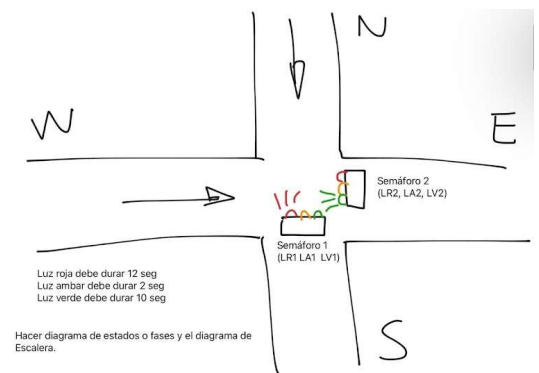 N
W
E
Semáforo 2
(LR2, LA2, LV2)
Semáforo 1
(LR1 LA1  LV1)
Luz roja debe durar 12 seg
Luz ambar debe durar 2 seg
Luz verde debe durar 10 seg
Hacer diagrama de estados o fases y el diagrama de
Escalera.
S